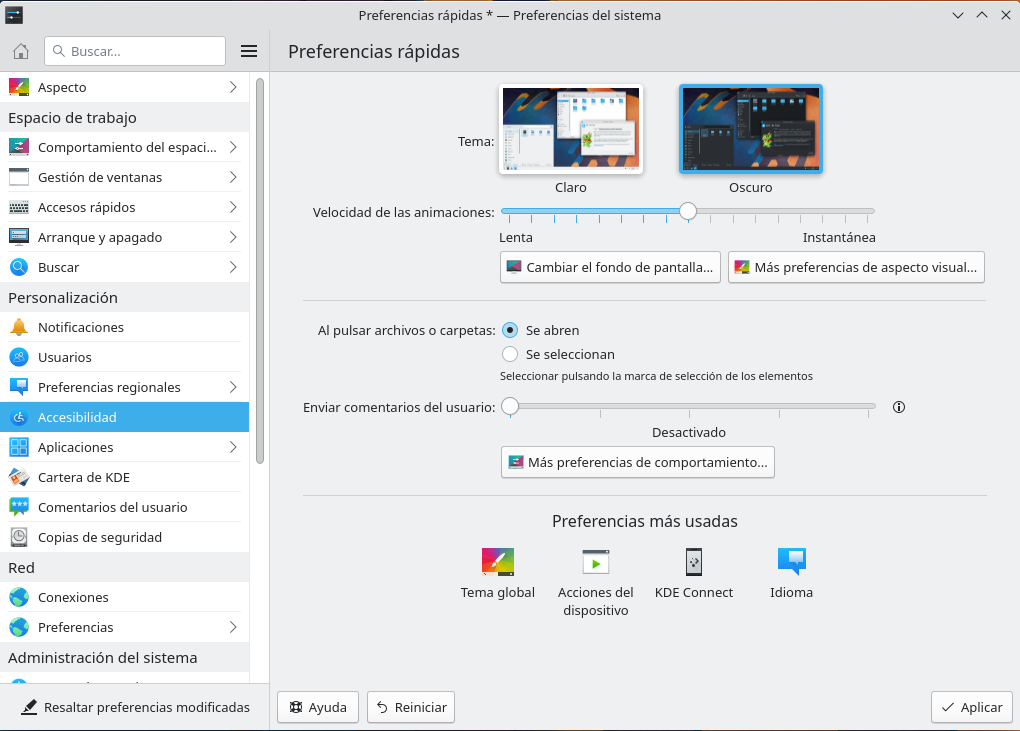 Preferencias rápidas * — Preferencias del sistema
Buscar...
Preferencias rápidas
Aspecto
Espacio de trabajo
Comportamiento del espaci...
Gestión de ventanas
Accesos rápidos
Arranque y apagado
Buscar
Personalización
Notificaciones
Usuarios
Preferencias regionales
Accesibilidad
Aplicaciones
Cartera de KDE
Comentarios del usuario
Copias de seguridad
Red
Conexiones
Preferencias
Administración del sistema
Resaltar preferencias modificadas
Tema:
Claro
Oscuro
Velocidad de las animaciones:
Lenta
Instantánea
Cambiar el fondo de pantalla...
Más preferencias de aspecto visual...
Al pulsar archivos o carpetas:
Se abren
Se seleccionan
Seleccionar pulsando la marca de selección de los elementos
Enviar comentarios del usuario:
Desactivado
Más preferencias de comportamiento...
Preferencias más usadas
Tema global
Acciones del
dispositivo
KDE Connect
Idioma
Ayuda
Reiniciar
Aplicar